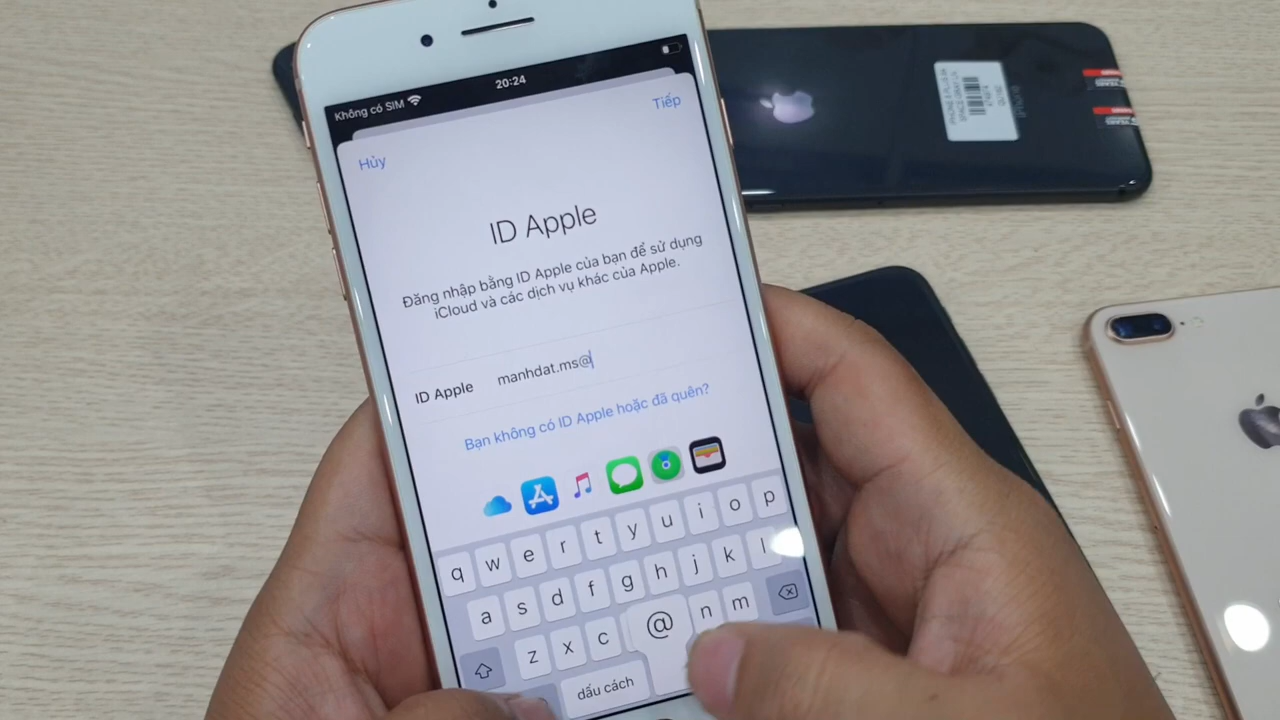 Không có SIM
20:24
Hủy
Tiếp
ID Apple
Đăng nhập bằng ID Apple của bạn để sử dụng
iCloud và các dịch vụ khác của Apple.
ID Apple manhdat.ms@
Bạn không có ID Apple hoặc đã quên?
q w e r t y u i o p
a s d f g h j k l
z x c @ n m
dấu cách